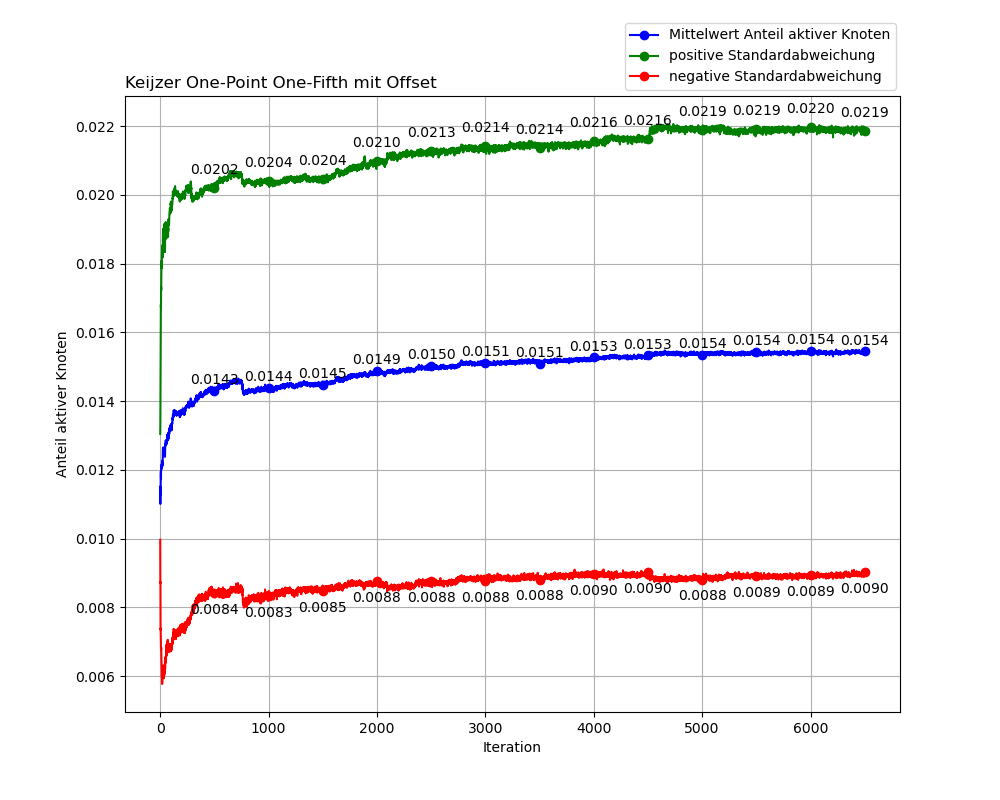 Mittelwert Anteil aktiver Knoten
positive Standardabweichung
negative Standardabweichung
Keijzer One-Point One-Fifth mit Offset
0.0202 0.0204 0.0204 0.0210 0.0213 0.0214 0.0214 0.0216 0.0216 0.0219 0.0219 0.0220 0.0219
0.0143 0.0144 0.0145 0.0149 0.0150 0.0151 0.0151 0.0153 0.0153 0.0154 0.0154 0.0154 0.0154
0.0084 0.0083 0.0085 0.0088 0.0088 0.0088 0.0088 0.0090 0.0090 0.0088 0.0089 0.0089 0.0090
0.022
0.020
0.018
0.016
0.014
0.012
0.010
0.008
0.006
Anteil aktiver Knoten
0 1000 2000 3000 4000 5000 6000
Iteration